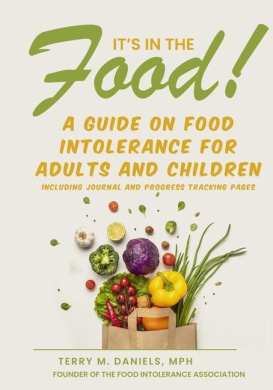 IT'S IN THE
Food!
A GUIDE ON FOOD
INTOLERANCE FOR
ADULTS AND CHILDREN
INCLUDING JOURNAL AND PROGRESS TRACKING PAGES
TERRY M. DANIELS, MPH
FOUNDER OF THE FOOD INTOLERANCE ASSOCIATION